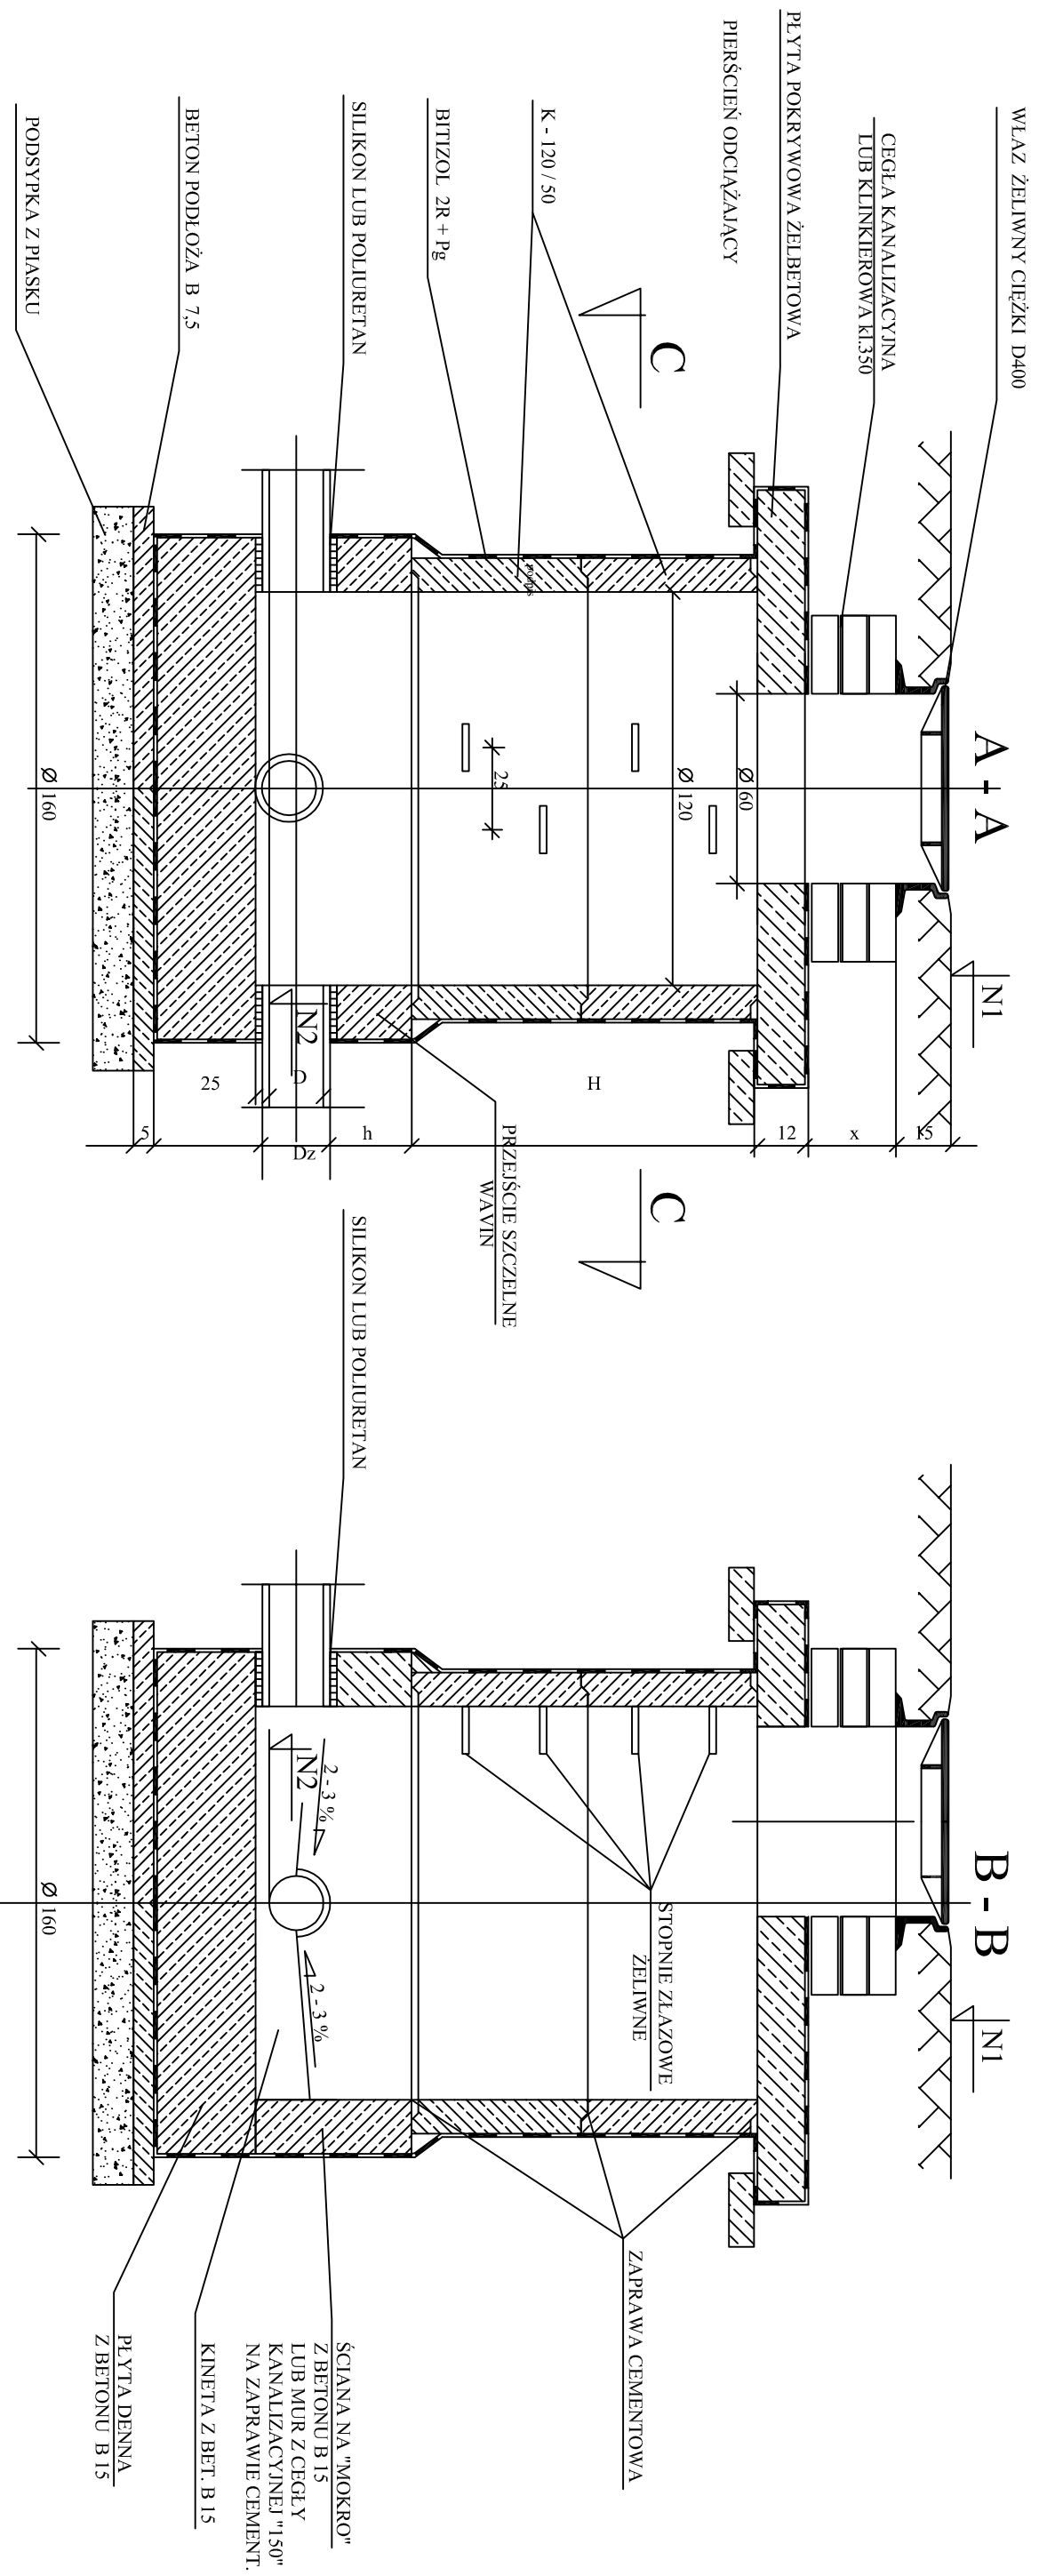 A - A
WŁAZ ŻELIWNY CIĘŻKI D400
CEGŁA KANALIZACYJNA
LUB KLINKIEROWA kl.350
PŁYTA POKRYWOWA ŻELBETOWA
PIERŚCIEŃ ODCIĄŻAJĄCY
K - 120 / 50
BITIZOL 2R + Pg
SILIKON LUB POLIURETAN
BETON PODŁOŻA B 7,5
PODSYPKA Z PIASKU
C
C
N1
N2
Ø 60
Ø 120
25
Ø 160
15
x
12
H
h
D
Dz
25
5
PRZEJŚCIE SZCZELNE
WAVIN
B - B
N1
N2
SILIKON LUB POLIURETAN
2 - 3 %
2 - 3 %
STOPNIE ZŁAZOWE
ŻELIWNE
Ø 160
ZAPRAWA CEMENTOWA
ŚCIANA NA "MOKRO"
Z BETONU B 15
LUB MUR Z CEGŁY
KANALIZACYJNEJ "150"
NA ZAPRAWIE CEMENT.
KINETA Z BET. B 15
PŁYTA DENNA
Z BETONU B 15